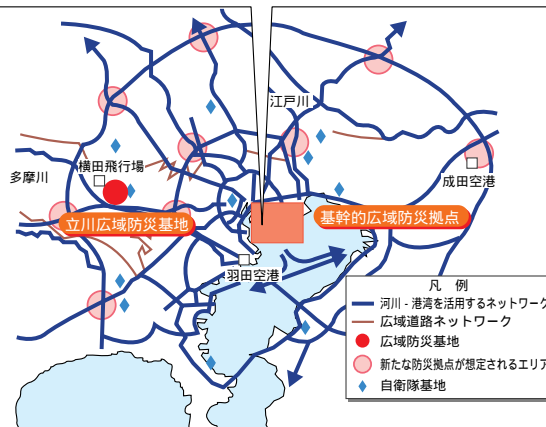 江戸川
横田飛行場
多摩川
成田空港
立川広域防災基地
基幹的広域防災拠点
羽田空港
凡 例
河川 - 港湾を活用するネットワーク
広域道路ネットワーク
広域防災基地
新たな防災拠点が想定されるエリア
自衛隊基地